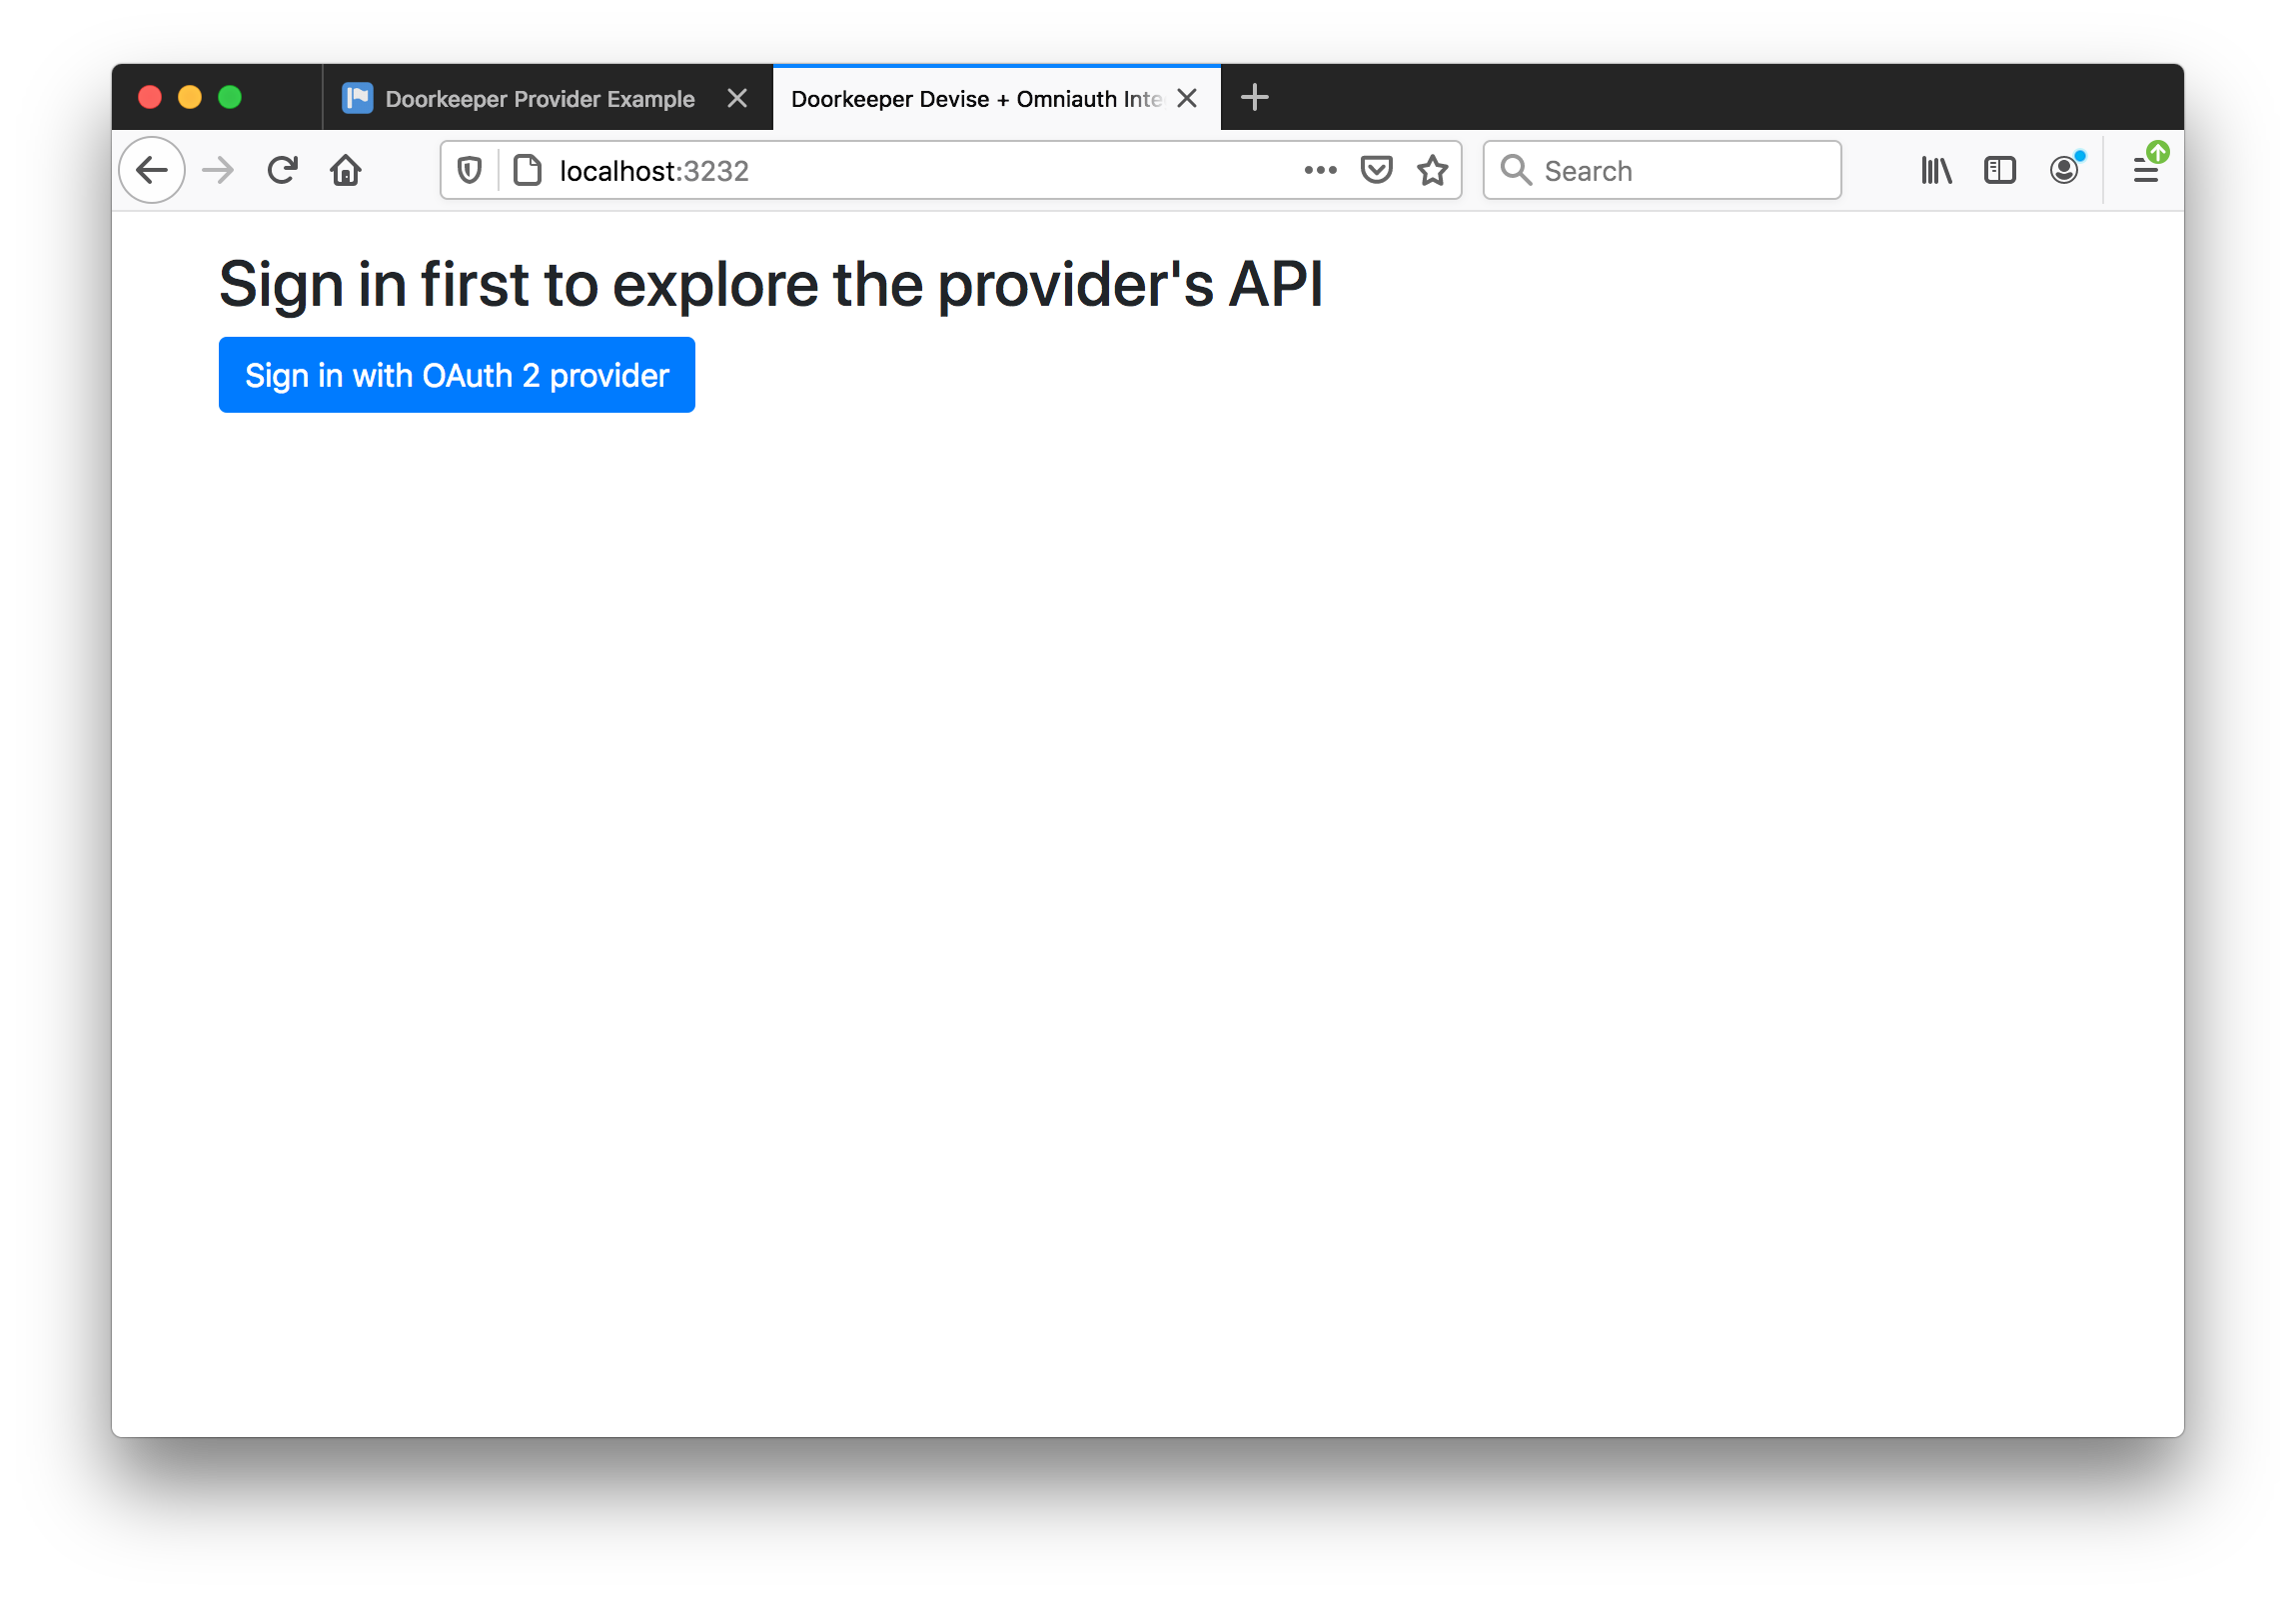 Doorkeeper Provider Example
Doorkeeper Devise + Omniauth
localhost:3232
Search
Sign in first to explore the provider's API
Sign in with OAuth 2 provider